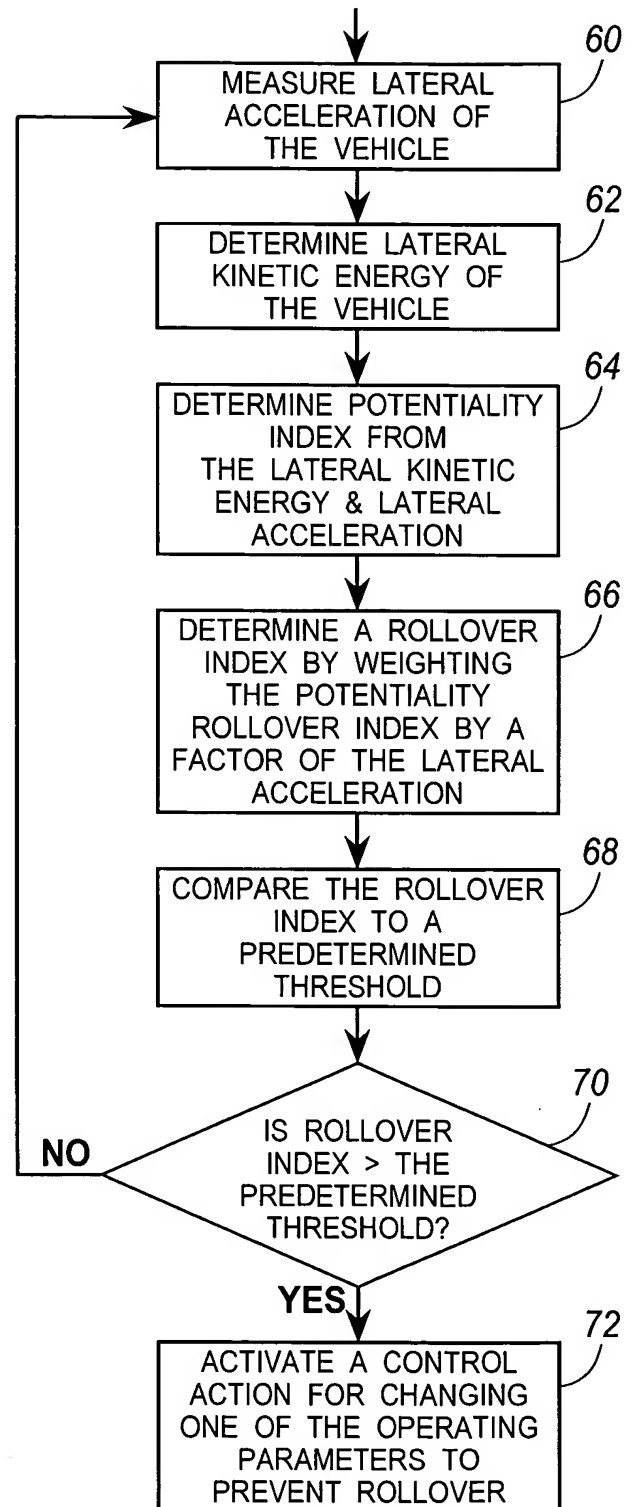 60
MEASURE LATERAL
ACCELERATION OF
THE VEHICLE
62
DETERMINE LATERAL
KINETIC ENERGY OF
THE VEHICLE
64
DETERMINE POTENTIALITY
INDEX FROM
THE LATERAL KINETIC
ENERGY & LATERAL
ACCELERATION
66
DETERMINE A ROLLOVER
INDEX BY WEIGHTING
THE POTENTIALITY
ROLLOVER INDEX BY A
FACTOR OF THE LATERAL
ACCELERATION
68
COMPARE THE ROLLOVER
INDEX TO A
PREDETERMINED
THRESHOLD
70
IS ROLLOVER
INDEX > THE
PREDETERMINED
THRESHOLD?
NO
YES
72
ACTIVATE A CONTROL
ACTION FOR CHANGING
ONE OF THE OPERATING
PARAMETERS TO
PREVENT ROLLOVER